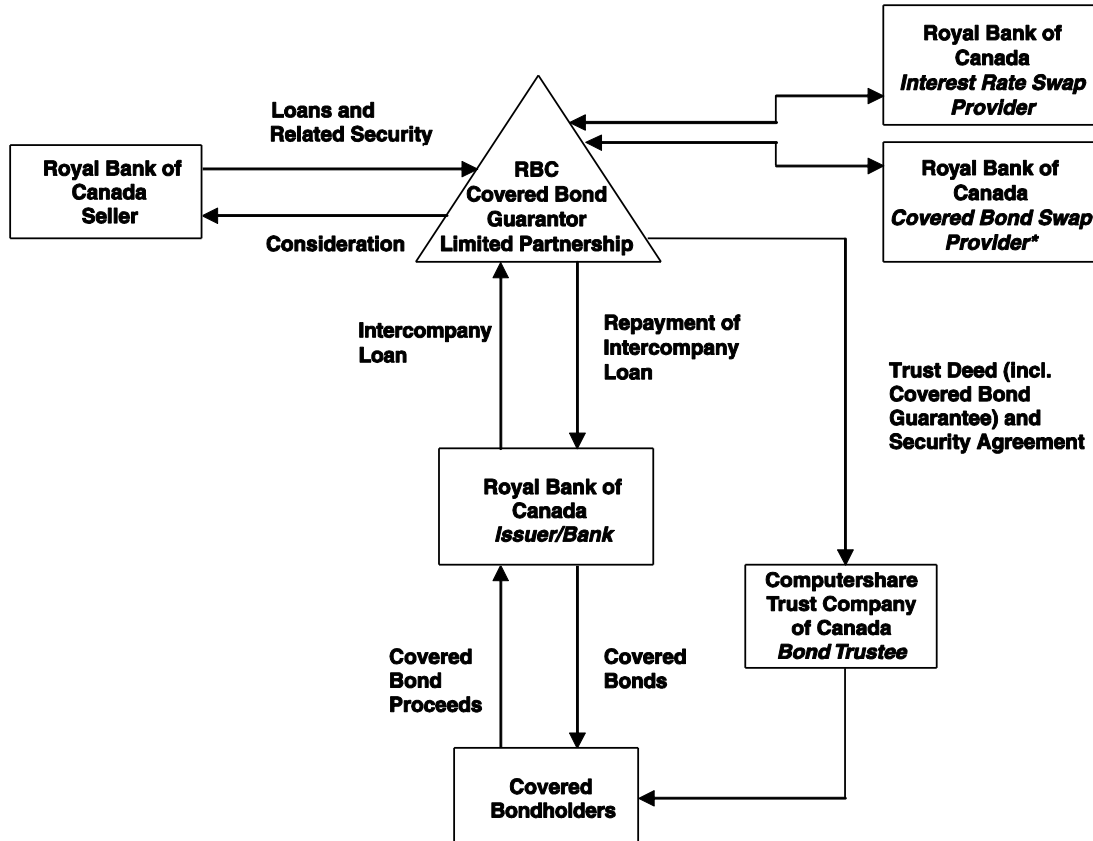 Royal Bank of
Canada
Interest Rate Swap
Provider
Loans and
Related Security
Royal Bank of
Canada
Seller
RBC
Covered Bond
Guarantor
Limited Partnership
Royal Bank of
Canada
Covered Bond Swap
Provider*
Consideration
Intercompany
Loan
Repayment of
Intercompany
Loan
Trust Deed (incl.
Covered Bond
Guarantee) and
Security Agreement
Royal Bank of
Canada
Issuer/Bank
Computershare
Trust Company
of Canada
Bond Trustee
Covered
Bond
Proceeds
Covered
Bonds
Covered
Bondholders